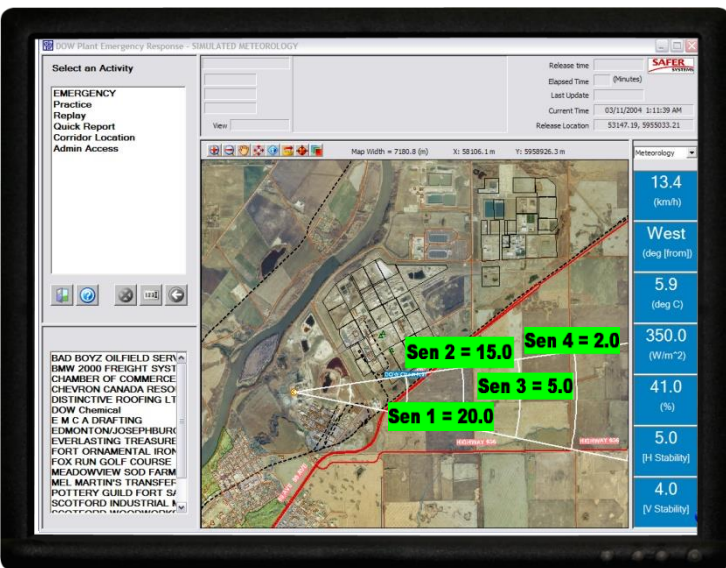 DOW Plant Emergency Response - SIMULATED METEOROLOGY
Select an Activity
EMERGENCY
Practice
Replay
Quick Report
Corridor Location
Admin Access
View
Release time
Elapsed Time
(Minutes)
Last Update
Current Time 03/11/2004 1:11:39 AM
Release Location 53147.19, 5955033.21
SAFER
SYSTEMS
Map Width = 7180.8 (m) X: 58106.1 m Y: 5958926.3 m
Meteorology
13.4
(km/h)
West
(deg [from])
5.9
(deg C)
350.0
(W/m^2)
41.0
(%)
5.0
[H Stability]
4.0
[V Stability]
Sen 4 = 2.0
Sen 2 = 15.0
Sen 3 = 5.0
Sen 1 = 20.0
HIGHWAY
HIGHWAY
BAD BOYZ OILFIELD SERV
BMW 2000 FREIGHT SYST
CHAMBER OF COMMERCE
CHEVRON CANADA RESO
DISTINCTIVE ROOFING LT
DOW Chemical
E M C A DRAFTING
EDMONTON/JOSEPHBURG
EVERLASTING TREASURE
FORT ORNAMENTAL IRON
FOX RUN GOLF COURSE
MEADOWVIEW SOD FARM
MEL MARTIN'S TRANSFER
POTTERY GUILD FORT SA
SCOTFORD INDUSTRIAL M